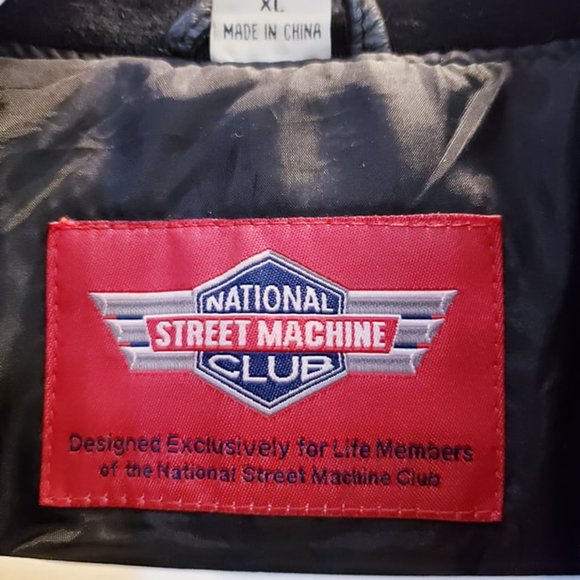 XL
MADE IN CHINA
NATIONAL
STREET MACHINE
CLUB
Designed Exclusively for Life Members
of the National Street Machine Club